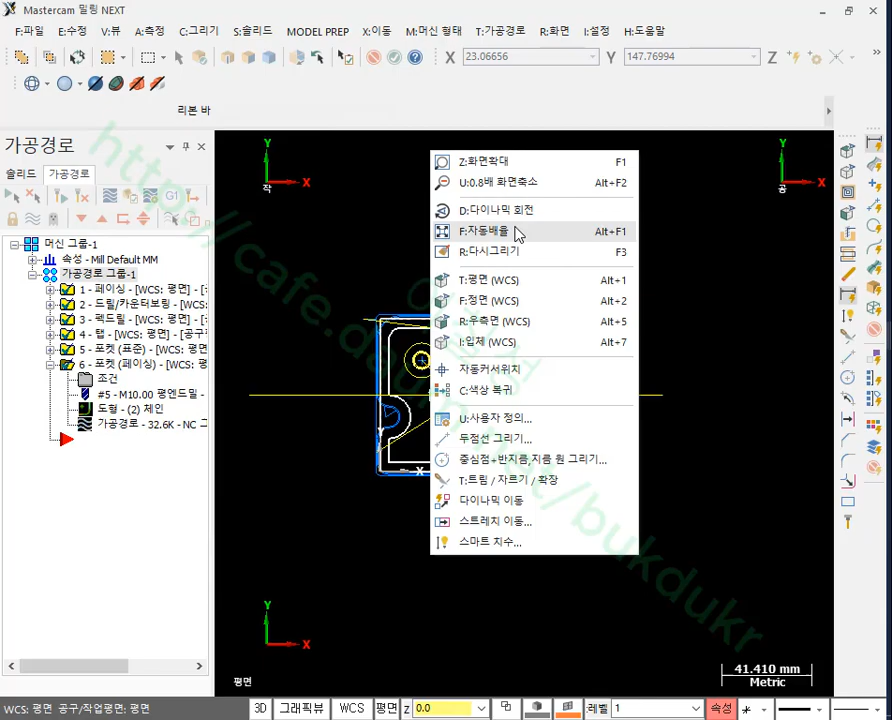 Mastercam 밀링 NEXT
F:파일 E:수정 V:뷰 A:측정 C:그리기 S:솔리드 MODEL PREP X:이동 M:머신 형태 T:가공경로 R:화면 I:설정 H:도움말
X 23.06656 Y 147.76994 Z
리본 바
가공경로
솔리드 가공경로
G1
머신 그룹-1
속성 - Mill Default MM
가공경로 그룹-1
1 - 페이싱 - [WCS: 평면]
2 - 드릴/카운터보링 - [WC
3 - 펙드릴 - [WCS: 평면]
4 - 탭 - [WCS: 평면] - [공구
5 - 포켓 (표준) - [WCS: 평면
6 - 포켓 (페이싱) - [WCS: 평
조건
#5 - M10.00 평엔드밀
도형 - (2) 체인
가공경로 - 32.6K - NC 그
Y
X
Y
X
Z:화면확대 F1
U:0.8배 화면축소 Alt+F2
D:다이나믹 회전
F:자동배율 Alt+F1
R:다시그리기 F3
T:평면 (WCS) Alt+1
F:정면 (WCS) Alt+2
R:우측면 (WCS) Alt+5
I:입체 (WCS) Alt+7
자동커서위치
C:색상 복귀
U:사용자 정의...
두점선 그리기...
중심점+반지름,지름 원 그리기...
T:트림 / 자르기 / 확장
다이나믹 이동
스트레치 이동...
스마트 치수...
X
Y
X
평면
41.410 mm
Metric
WCS: 평면 공구/작업평면: 평면
3D 그래픽뷰 WCS 평면 Z 0.0 레벨 1 속성
http://cafe.daum.net/bukdukr